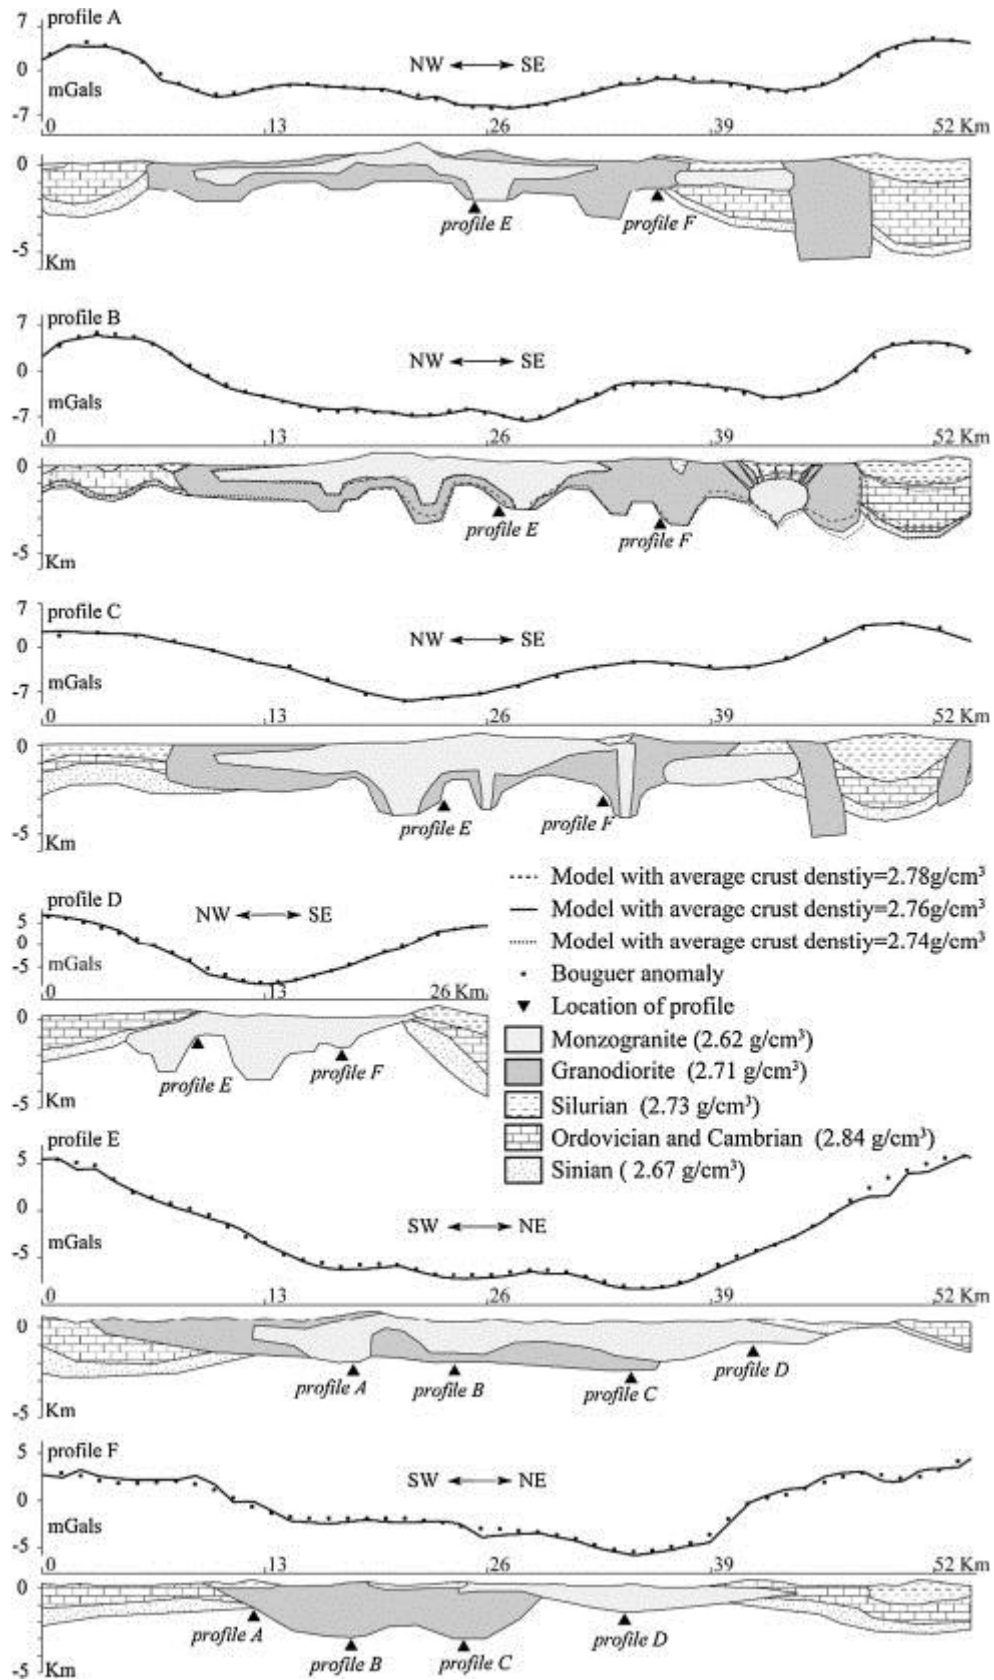 profile A
7
NW SE
0
mGals
-7
0 13 26 39 52 Km
0
profile E profile F
-5
Km
profile B
7
NW SE
0
mGals
-7
0 13 26 39 52 Km
0
profile E profile F
-5
Km
profile C
7
NW SE
0
mGals
-7
0 13 26 39 52 Km
0
profile E profile F
-5
Km
profile D
5
NW SE
0
mGals
-5
0 13 26 Km
0
profile E profile F
-5
Km
Model with average crust denstiy=2.78g/cm³
Model with average crust denstiy=2.76g/cm³
Model with average crust denstiy=2.74g/cm³
Bouguer anomaly
Location of profile
Monzogranite (2.62 g/cm³)
Granodiorite (2.71 g/cm³)
Silurian (2.73 g/cm³)
Ordovician and Cambrian (2.84 g/cm³)
Sinian ( 2.67 g/cm³)
profile E
5
0
SW NE
mGals
-5
0 13 26 39 52 Km
0
profile A profile B profile C profile D
-5
Km
profile F
5
SW NE
0
mGals
-5
0 13 26 39 52 Km
0
profile A profile B profile C profile D
-5
Km